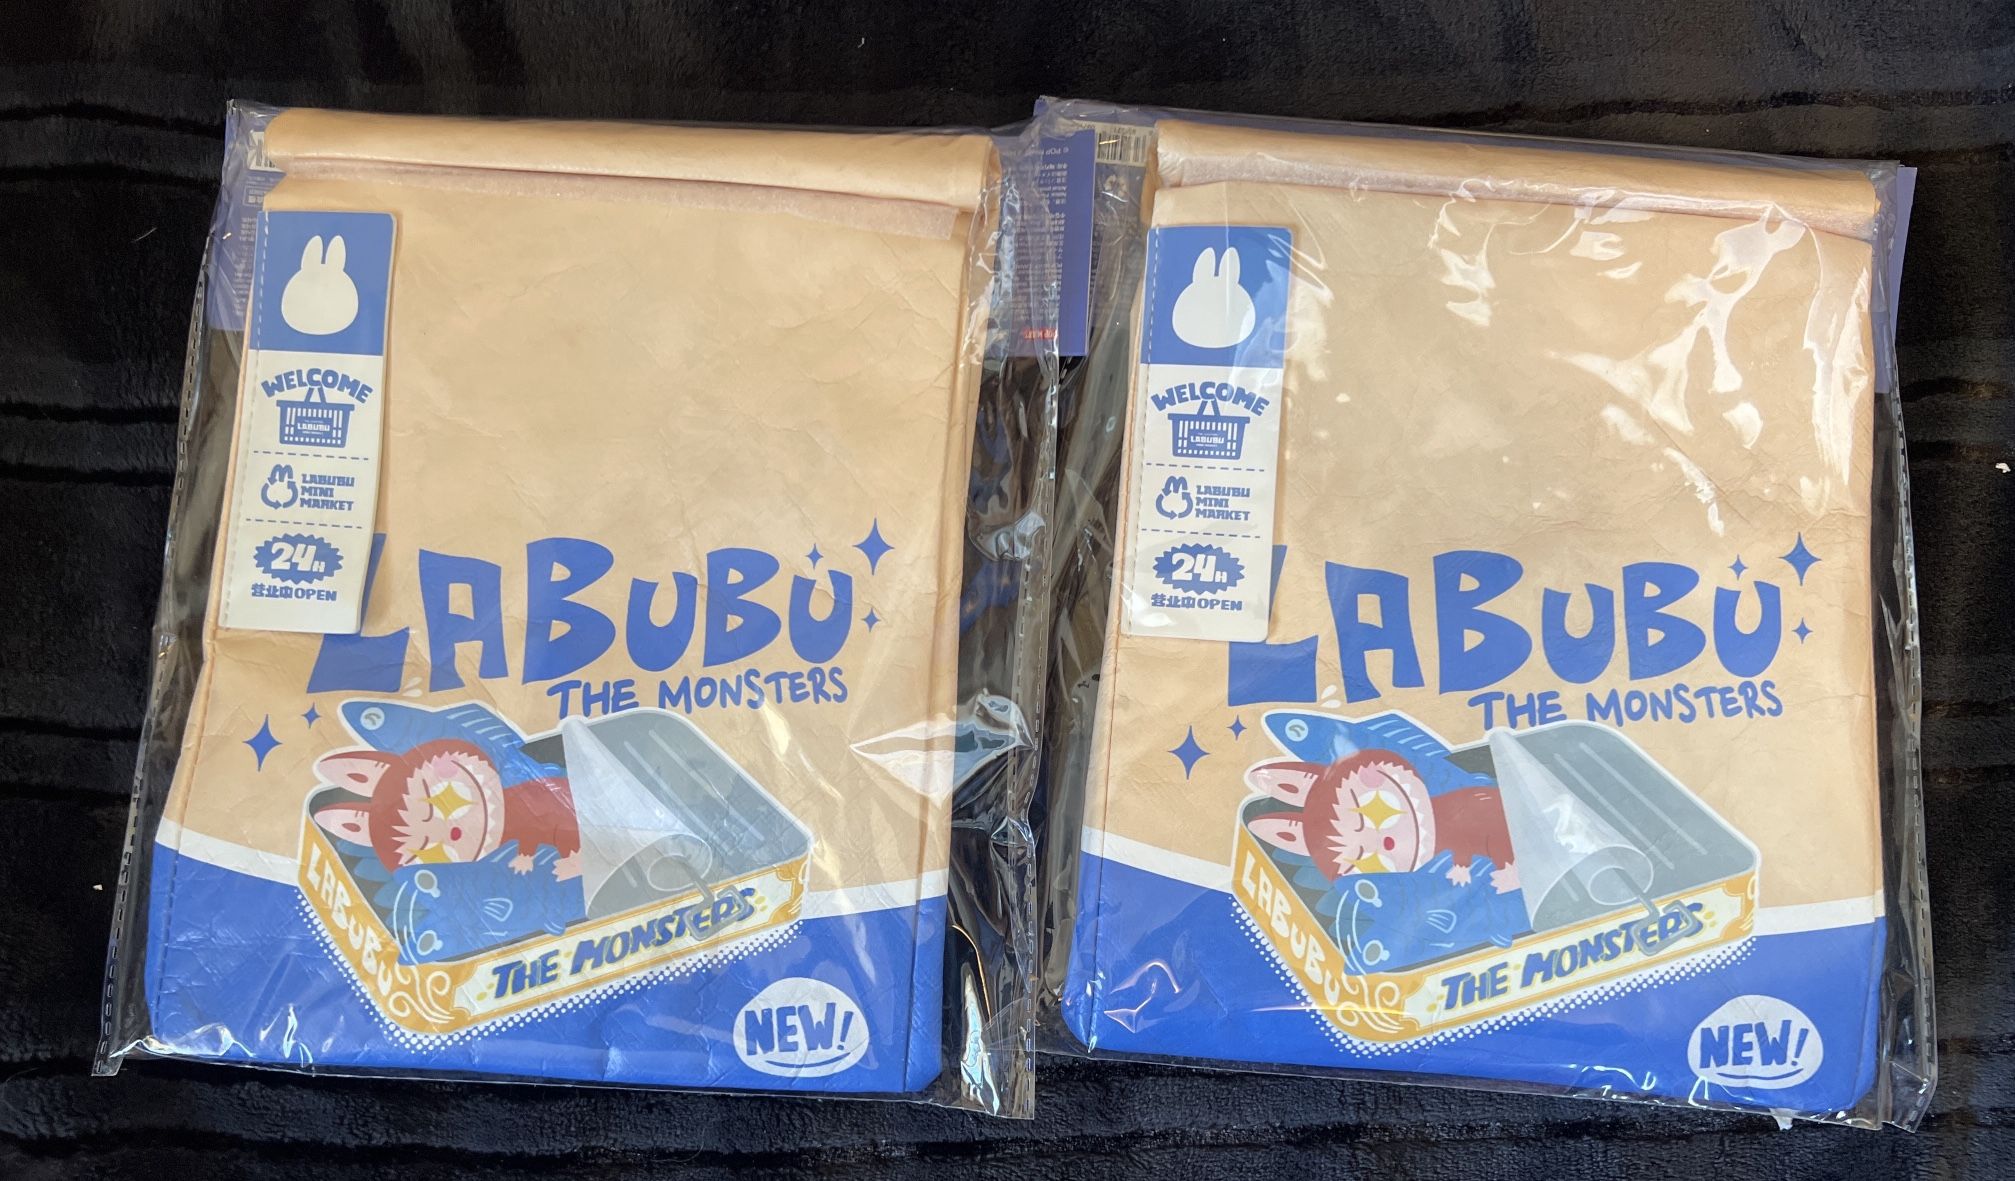 WELCOME
LABUBU
LABUBU
MINI
MARKET
24H
营业中OPEN
LABUBU
THE MONSTERS
LABUBU
THE MONSTERS
NEW!
WELCOME
LABUBU
LABUBU
MINI
MARKET
24H
营业中OPEN
LABUBU
THE MONSTERS
LABUBU
THE MONSTERS
NEW!